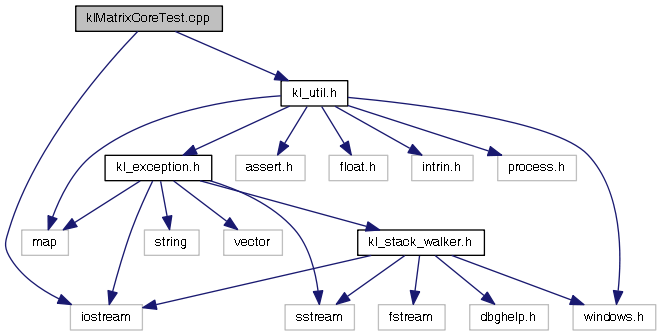 klMatrixCoreTest.cpp
kl_util.h
kl_exception.h
assert.h
float.h
intrin.h
process.h
map
string
vector
kl_stack_walker.h
iostream
sstream
fstream
dbghelp.h
windows.h